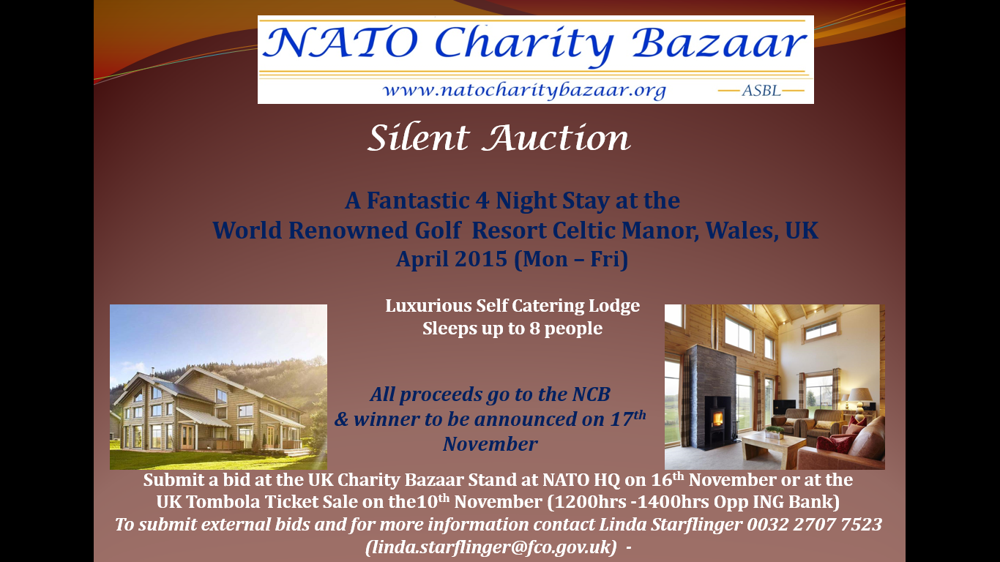 NATO Charity Bazaar
www.natocharitybazaar.org
ASBL
Silent Auction
A Fantastic 4 Night Stay at the
World Renowned Golf Resort Celtic Manor, Wales, UK
April 2015 (Mon – Fri)
Luxurious Self Catering Lodge
Sleeps up to 8 people
All proceeds go to the NCB
& winner to be announced on 17th
November
Submit a bid at the UK Charity Bazaar Stand at NATO HQ on 16th November or at the
UK Tombola Ticket Sale on the10th November (1200hrs -1400hrs Opp ING Bank)
To submit external bids and for more information contact Linda Starflinger 0032 2707 7523
(linda.starflinger@fco.gov.uk) -